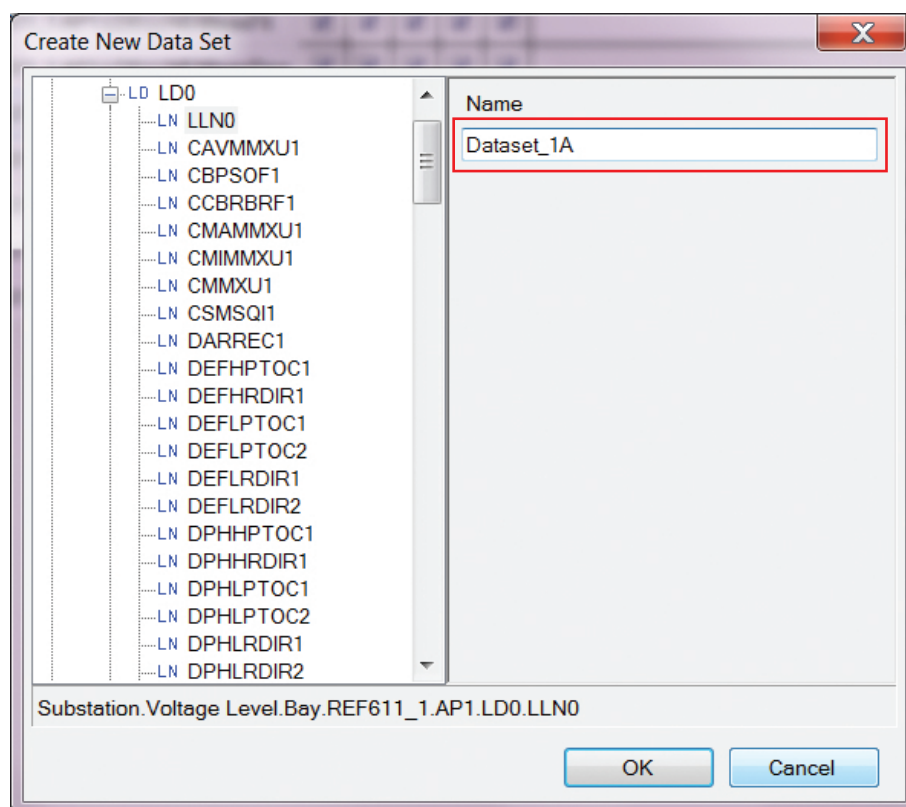 Create New Data Set
X
LD LD0
LN LLN0
LN CAVMMXU1
LN CBPSOF1
LN CCBRBRF1
LN CMAMMXU1
LN CMIMMXU1
LN CMMXU1
LN CSMSQI1
LN DARREC1
LN DEFHPTOC1
LN DEFHRDIR1
LN DEFLPTOC1
LN DEFLPTOC2
LN DEFLRDIR1
LN DEFLRDIR2
LN DPHHPTOC1
LN DPHHRDIR1
LN DPHLPTOC1
LN DPHLPTOC2
LN DPHLRDIR1
LN DPHLRDIR2
Name
Dataset_1A
Substation.Voltage Level.Bay.REF611_1.AP1.LD0.LLN0
OK
Cancel